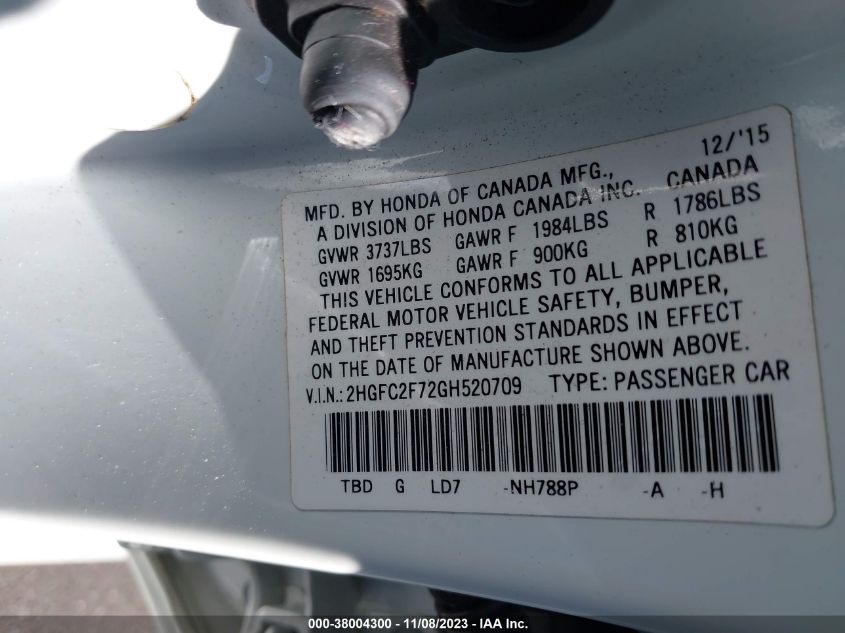 12/'15
MFD. BY HONDA OF CANADA MFG.,
A DIVISION OF HONDA CANADA INC. CANADA
GVWR 3737LBS GAWR F 1984LBS R 1786LBS
GVWR 1695KG GAWR F 900KG R 810KG
THIS VEHICLE CONFORMS TO ALL APPLICABLE
FEDERAL MOTOR VEHICLE SAFETY, BUMPER,
AND THEFT PREVENTION STANDARDS IN EFFECT
ON THE DATE OF MANUFACTURE SHOWN ABOVE.
V.I.N.: 2HGFC2F72GH520709 TYPE: PASSENGER CAR
TBD G LD7 -NH788P -A -H
000-38004300 - 11/08/2023 - IAA Inc.